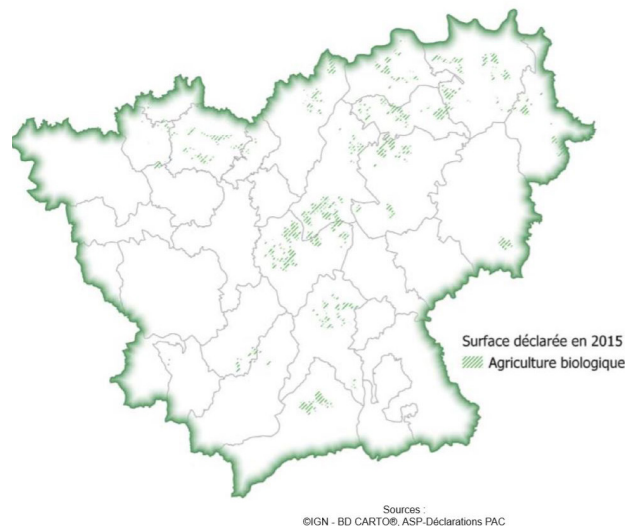 Surface déclarée en 2015
Agriculture biologique
Sources :
©IGN - BD CARTO®, ASP-Déclarations PAC